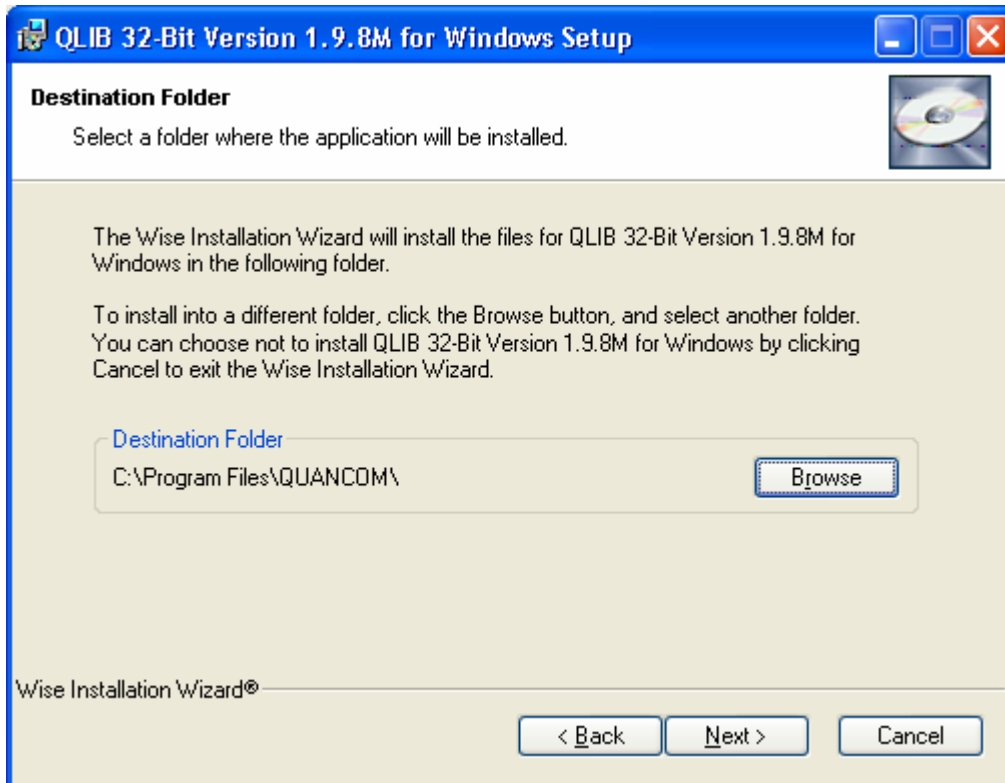 QLIB 32-Bit Version 1.9.8M for Windows Setup
Destination Folder
Select a folder where the application will be installed.
The Wise Installation Wizard will install the files for QLIB 32-Bit Version 1.9.8M for
Windows in the following folder.
To install into a different folder, click the Browse button, and select another folder.
You can choose not to install QLIB 32-Bit Version 1.9.8M for Windows by clicking
Cancel to exit the Wise Installation Wizard.
Destination Folder
C:\Program Files\QUANCOM\
Browse
Wise Installation Wizard®
< Back
Next >
Cancel